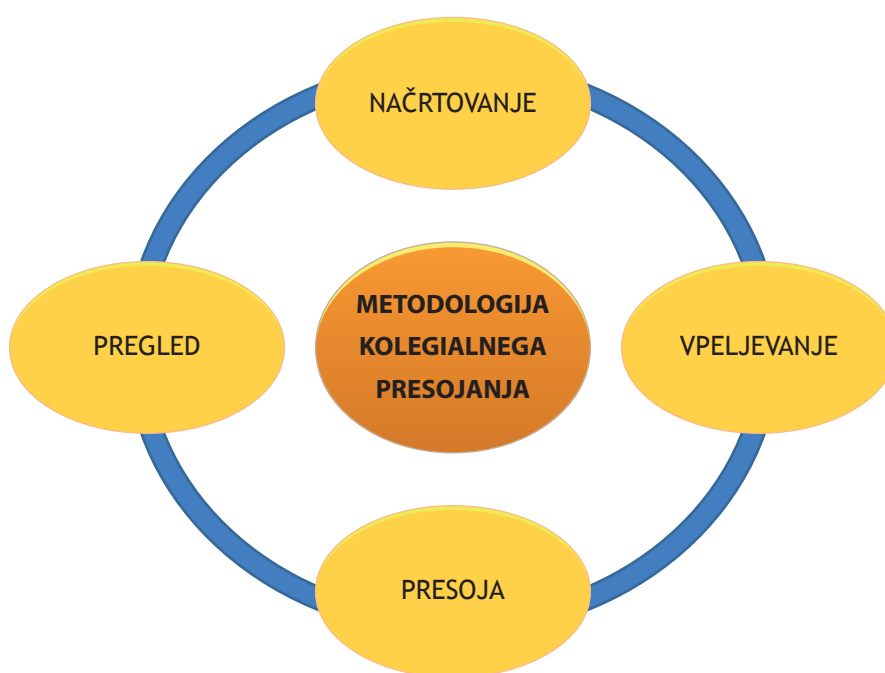 NAČRTOVANJE
PREGLED
METODOLOGIJA
KOLEGIALNEGA
PRESOJANJA
VPELJEVANJE
PRESOJA